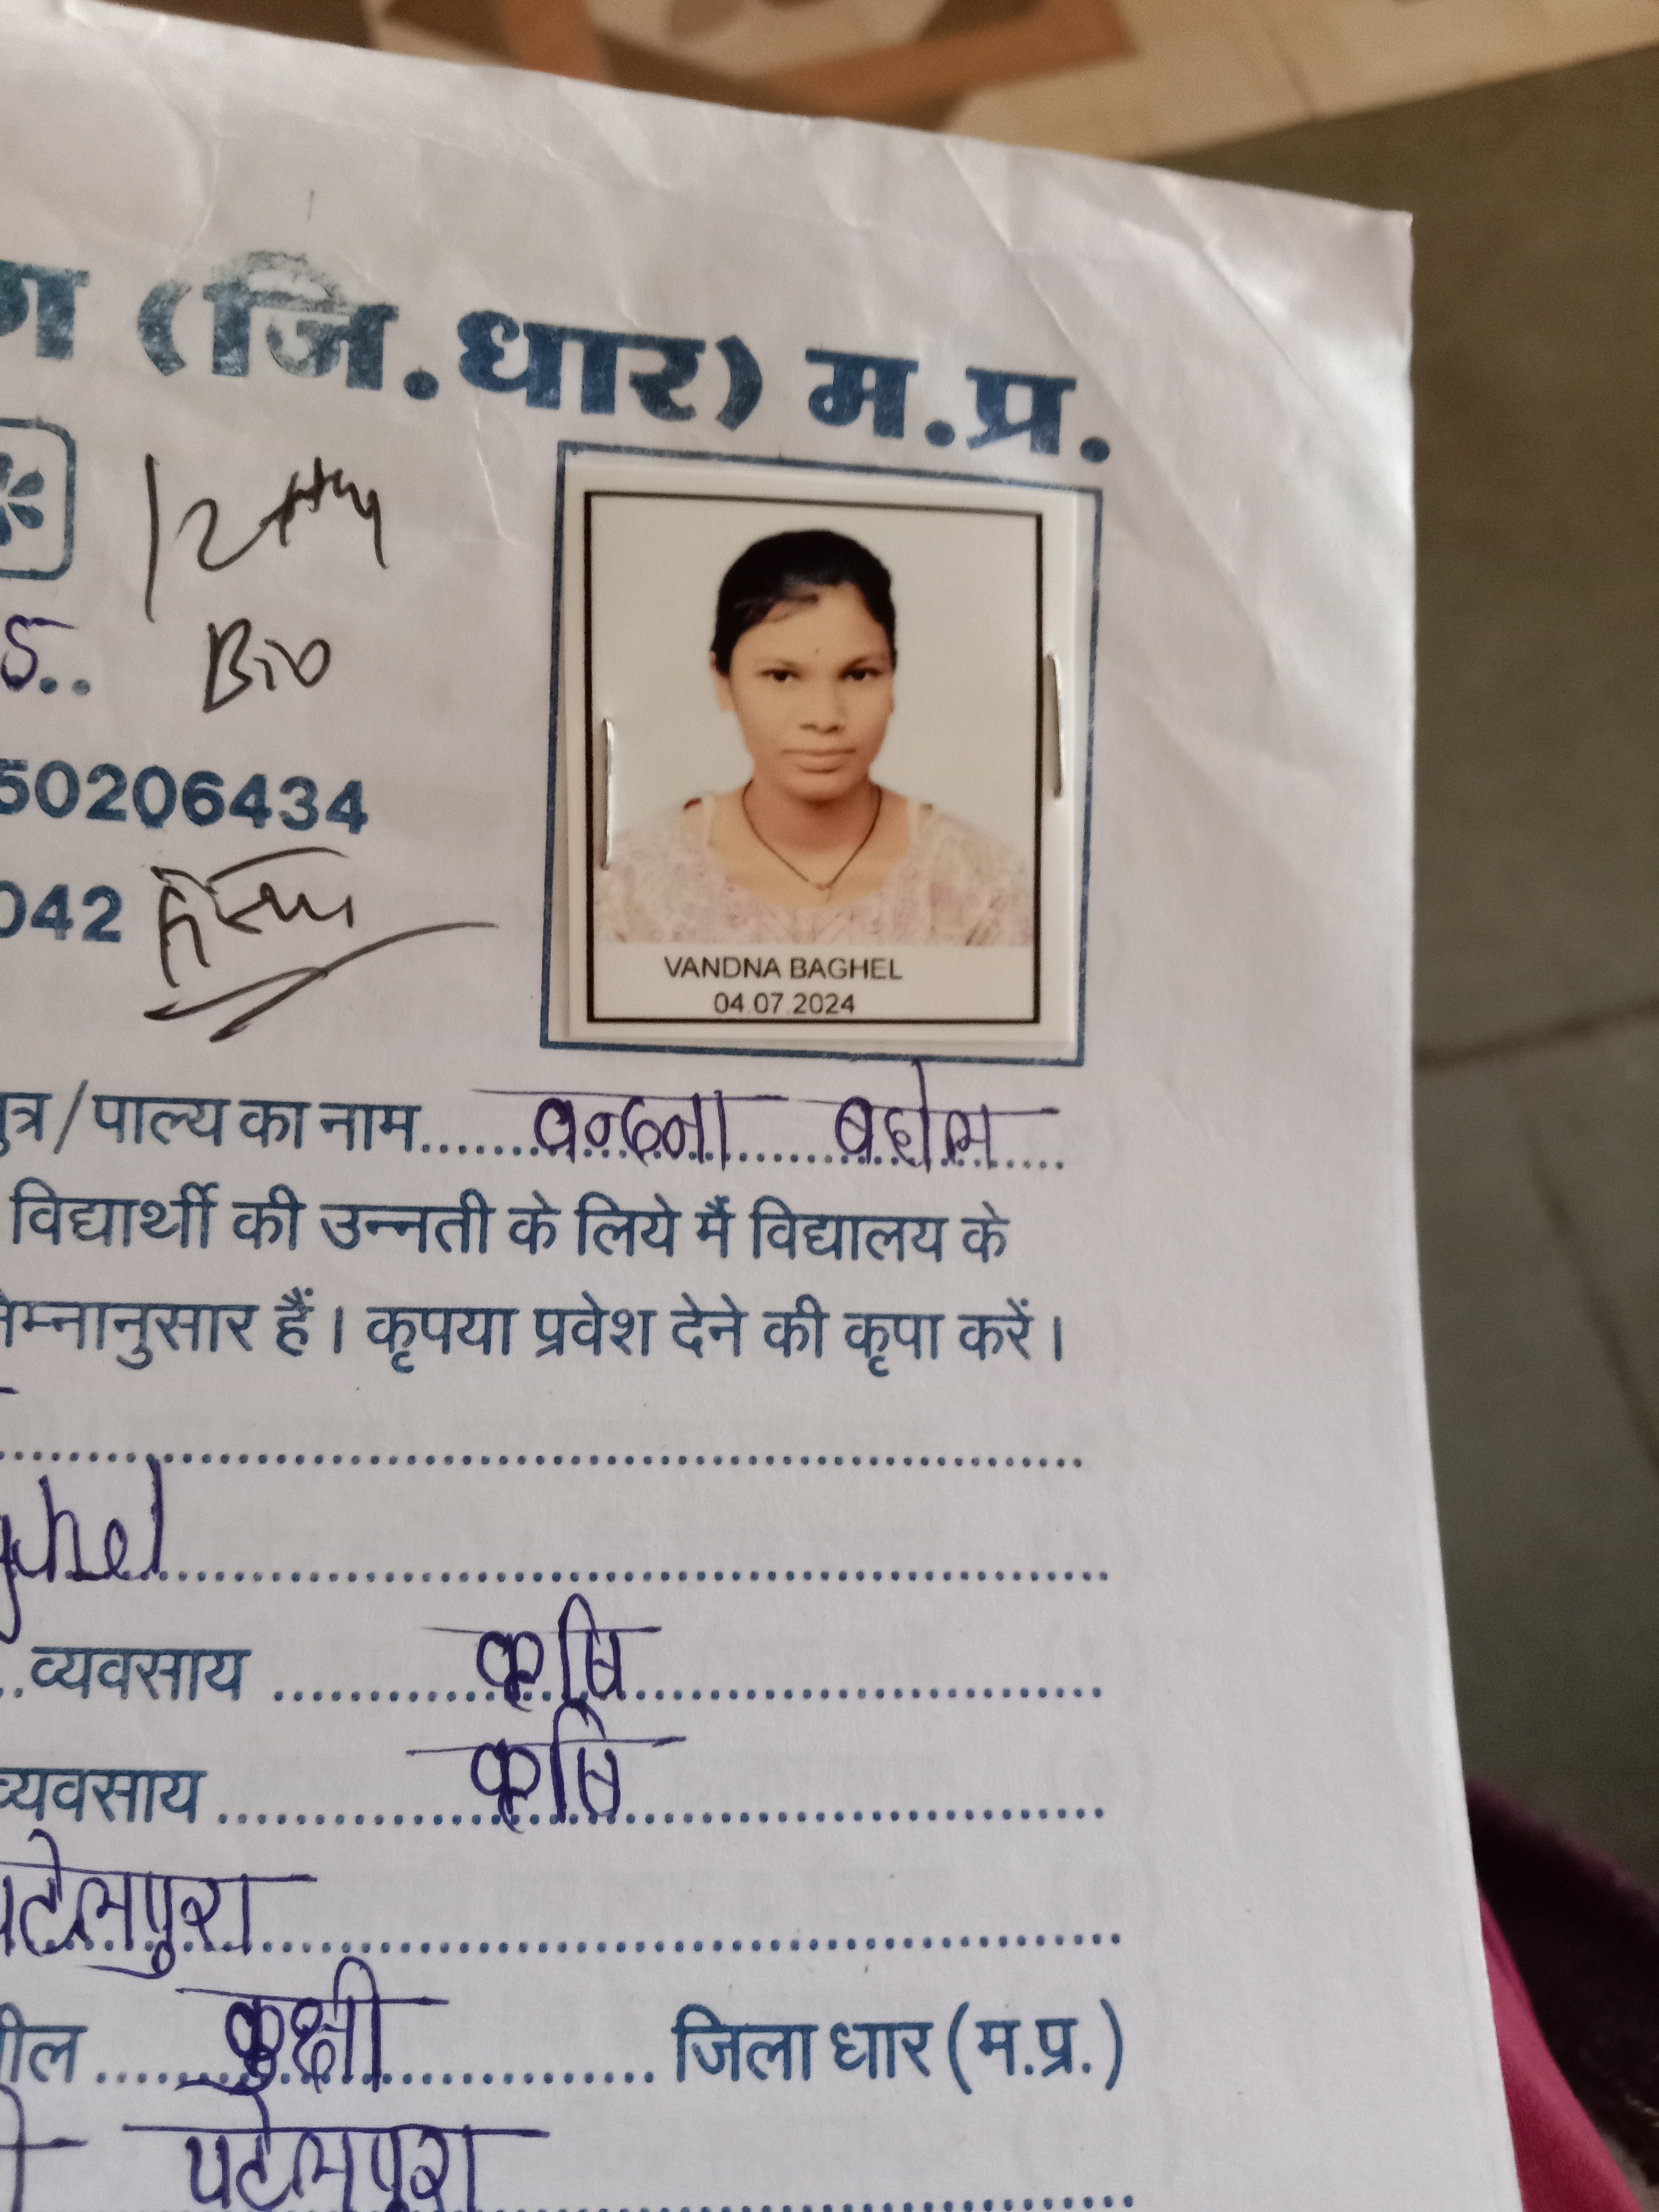 (जि.धार) म.प्र.
12th
Bio
50206434
042
VANDNA BAGHEL
04.07.2024
पुत्र/पाल्य का नाम....... वन्दना बघेल
विद्यार्थी की उन्नती के लिये मैं विद्यालय के
निम्नानुसार हैं। कृपया प्रवेश देने की कृपा करें।
ghel
व्यवसाय ....... कृषि
व्यवसाय ....... कृषि
पटेलपुरा
कुक्षी ....... जिला धार (म.प्र.)
पटेलपुरा